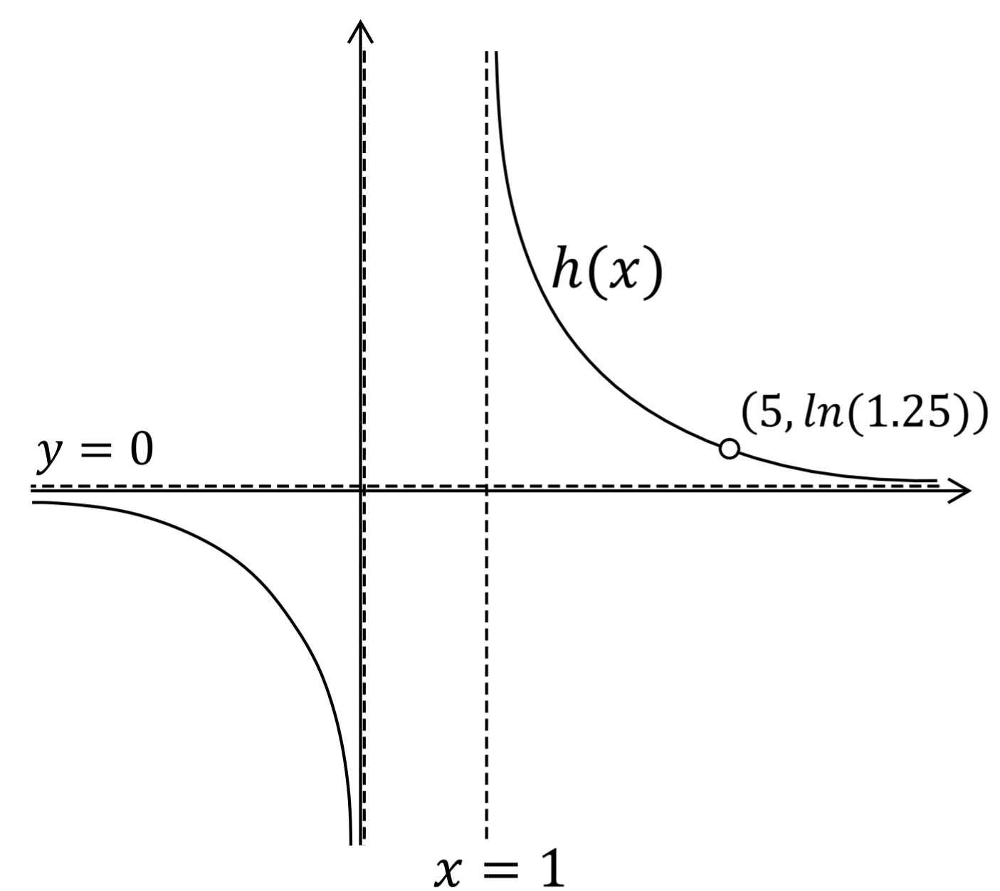 h(x)
(5, ln(1.25))
y = 0
x = 1